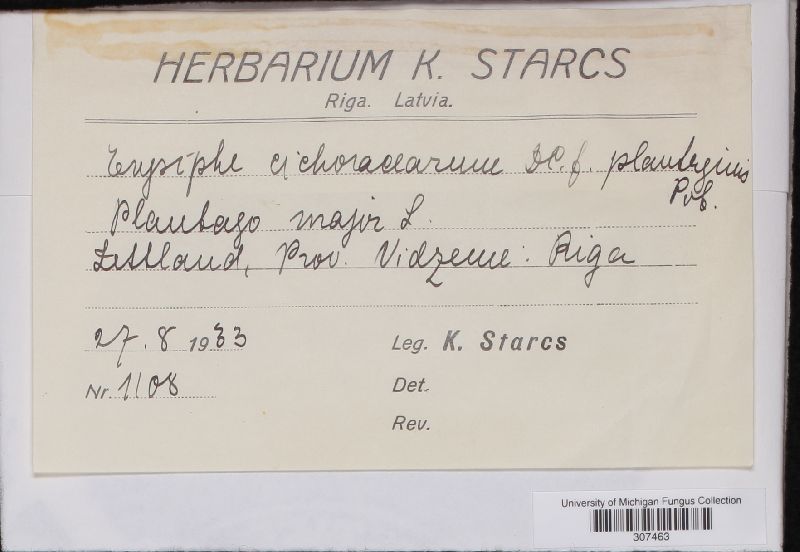 HERBARIUM K. STARCS
Riga. Latvia.
Erysiphe cichoracearum DC. f. plantaginis
Ptb.
Plantago major L.
Lettland, Prov. Vidzeme: Riga
27. 8 1933
Leg. K. Starcs
Nr. 1108
Det.
Rev.
University of Michigan Fungus Collection
307463